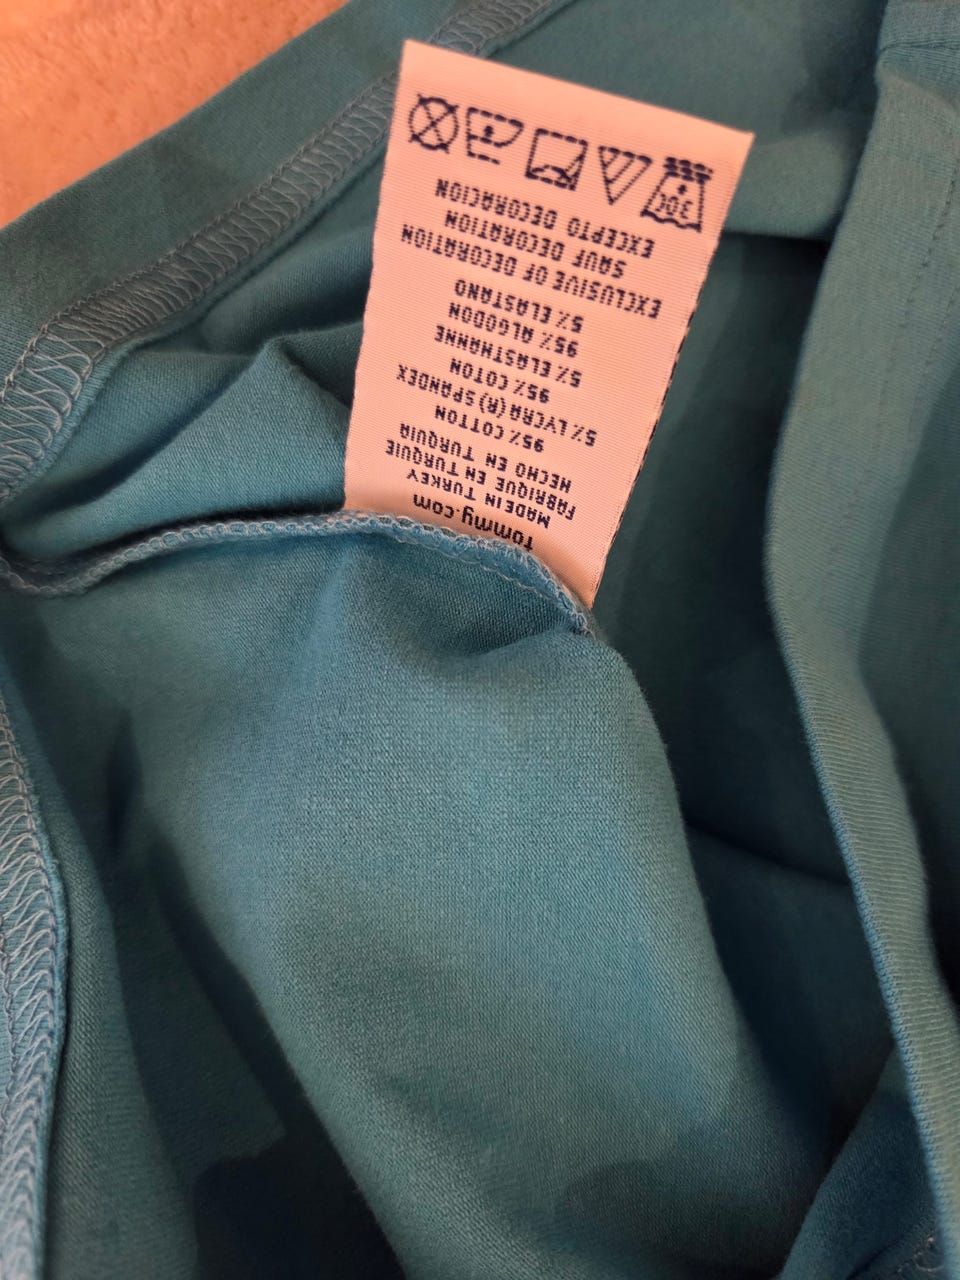 tommy.com
MADE IN TURKEY
FABRIQUE EN TURQUIE
HECHO EN TURQUIA
95% COTTON
5% LYCRA(R) SPANDEX
95% COTON
5% ELASTHANNE
95% ALGODON
5% ELASTANO
EXCLUSIVE OF DECORATION
SAUF DECORATION
EXCEPTO DECORACION
30C